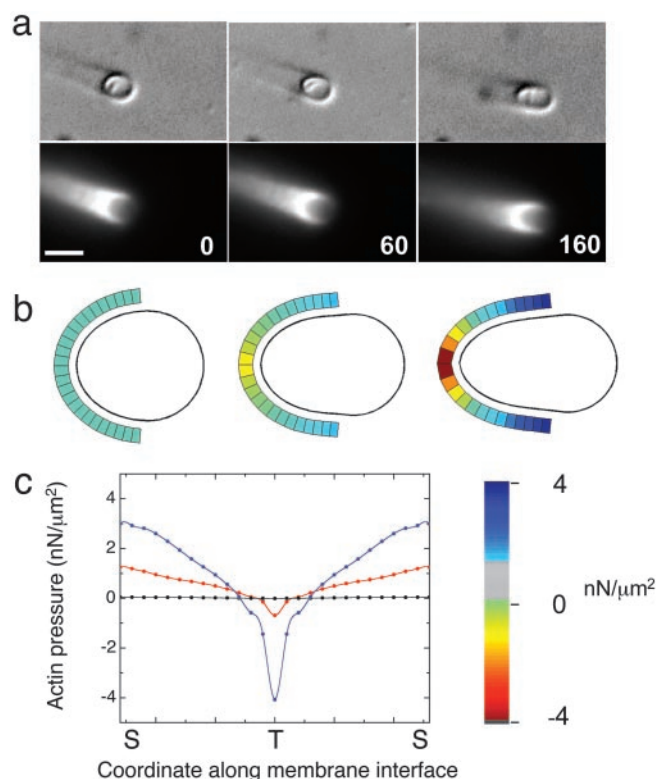 a
0
60
160
b
c
Actin pressure (nN/μm²)
4
2
0
-2
-4
S
T
S
Coordinate along membrane interface
4
0
-4
nN/μm²